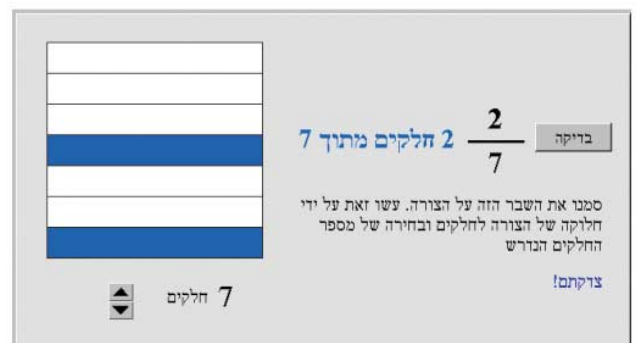 בדיקה
2
7
2 חלקים מתוך 7
סמנו את השבר הזה על הצורה. עשו זאת על ידי
חלוקה של הצורה לחלקים ובחירה של מספר
החלקים הנדרש
צדקתם!
7 חלקים